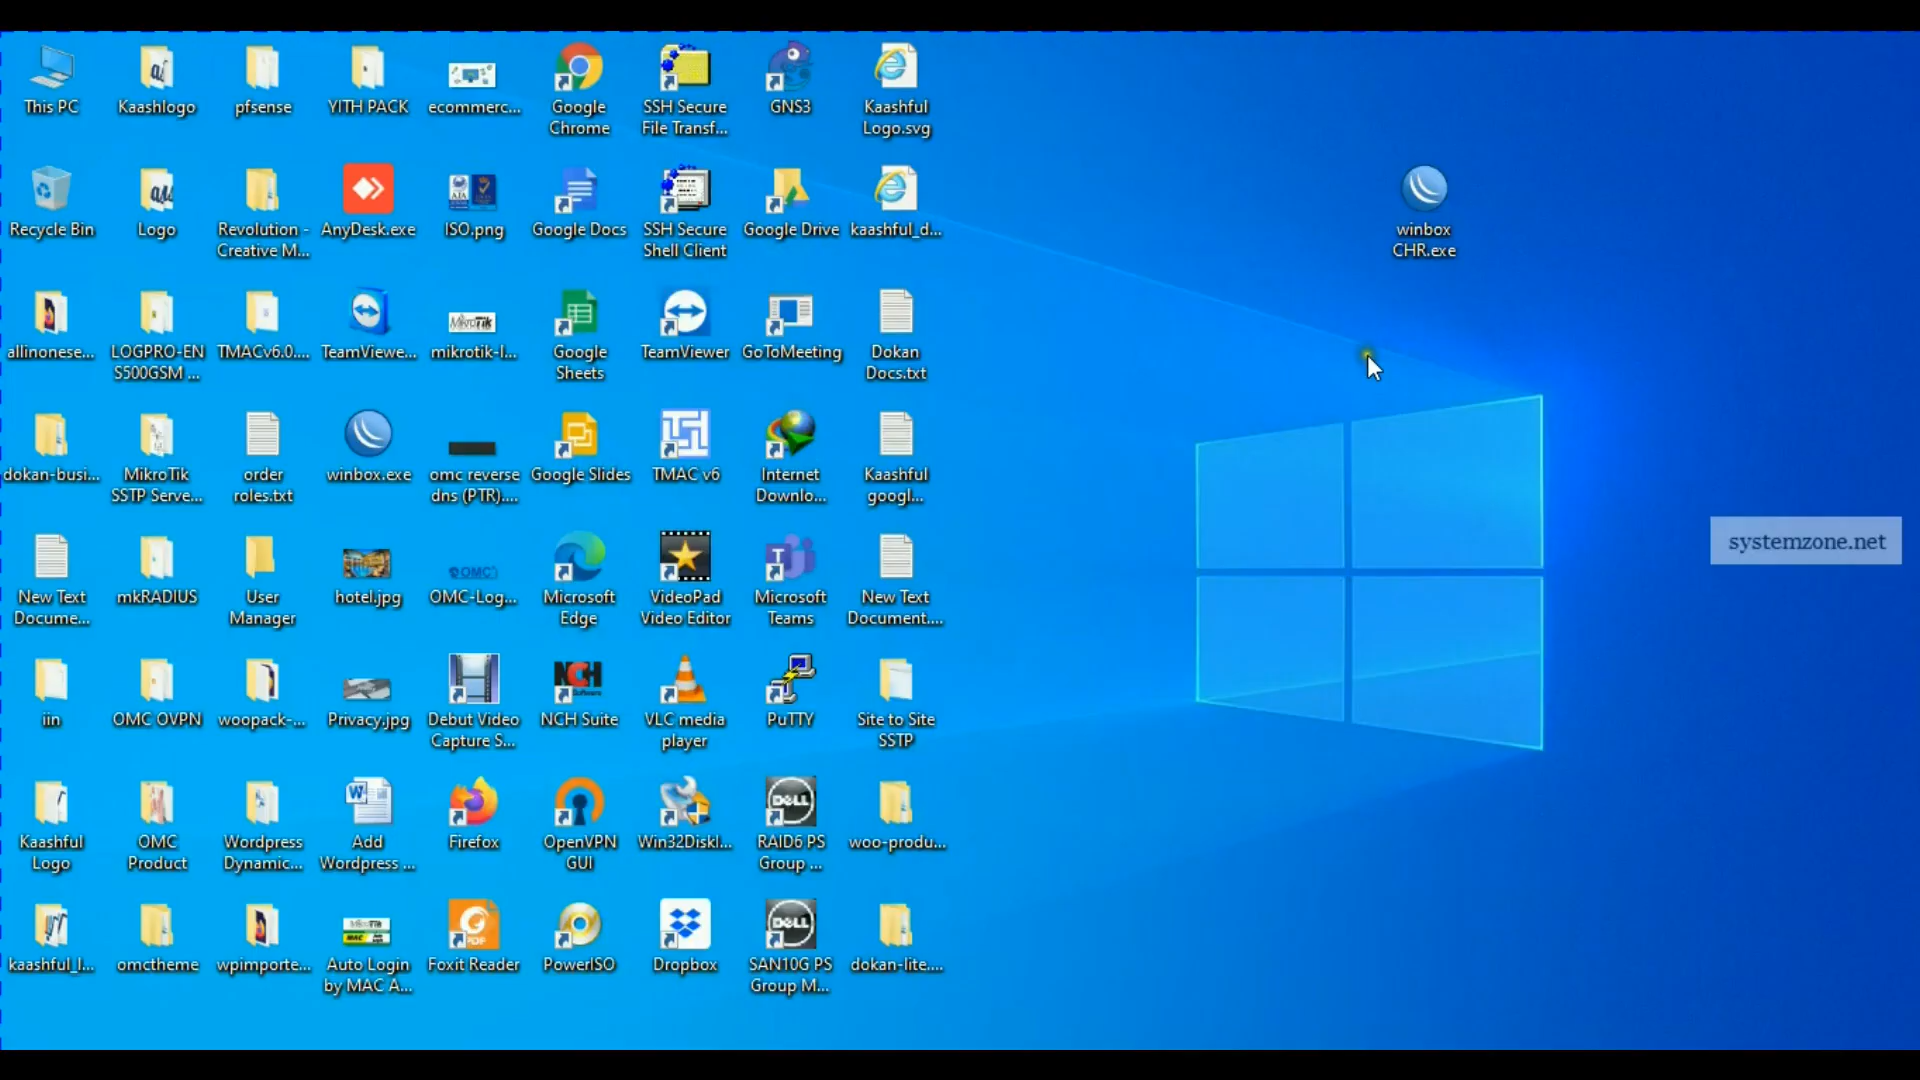 This PC
Kaashlogo
pfsense
YITH PACK
ecommerc...
Google
Chrome
SSH Secure
File Transf...
GNS3
Kaashful
Logo.svg
Recycle Bin
Logo
Revolution -
Creative M...
AnyDesk.exe
ISO.png
Google Docs
SSH Secure
Shell Client
Google Drive
kaashful_d...
winbox
CHR.exe
allinonese...
LOGPRO-EN
S500GSM ...
TMACv6.0....
TeamViewe...
mikrotik-l...
Google
Sheets
TeamViewer
GoToMeeting
Dokan
Docs.txt
dokan-busi...
MikroTik
SSTP Serve...
order
roles.txt
winbox.exe
omc reverse
dns (PTR)....
Google Slides
TMAC v6
Internet
Downlo...
Kaashful
googl...
New Text
Docume...
mkRADIUS
User
Manager
hotel.jpg
OMC-Log...
Microsoft
Edge
VideoPad
Video Editor
Microsoft
Teams
New Text
Document....
systemzone.net
iin
OMC OVPN
woopack-...
Privacy.jpg
Debut Video
Capture S...
NCH Suite
VLC media
player
PuTTY
Site to Site
SSTP
Kaashful
Logo
OMC
Product
Wordpress
Dynamic...
Add
Wordpress ...
Firefox
OpenVPN
GUI
Win32DiskI...
RAID6 PS
Group ...
woo-produ...
kaashful_l...
omctheme
wpimporte...
Auto Login
by MAC A...
Foxit Reader
PowerISO
Dropbox
SAN10G PS
Group M...
dokan-lite....